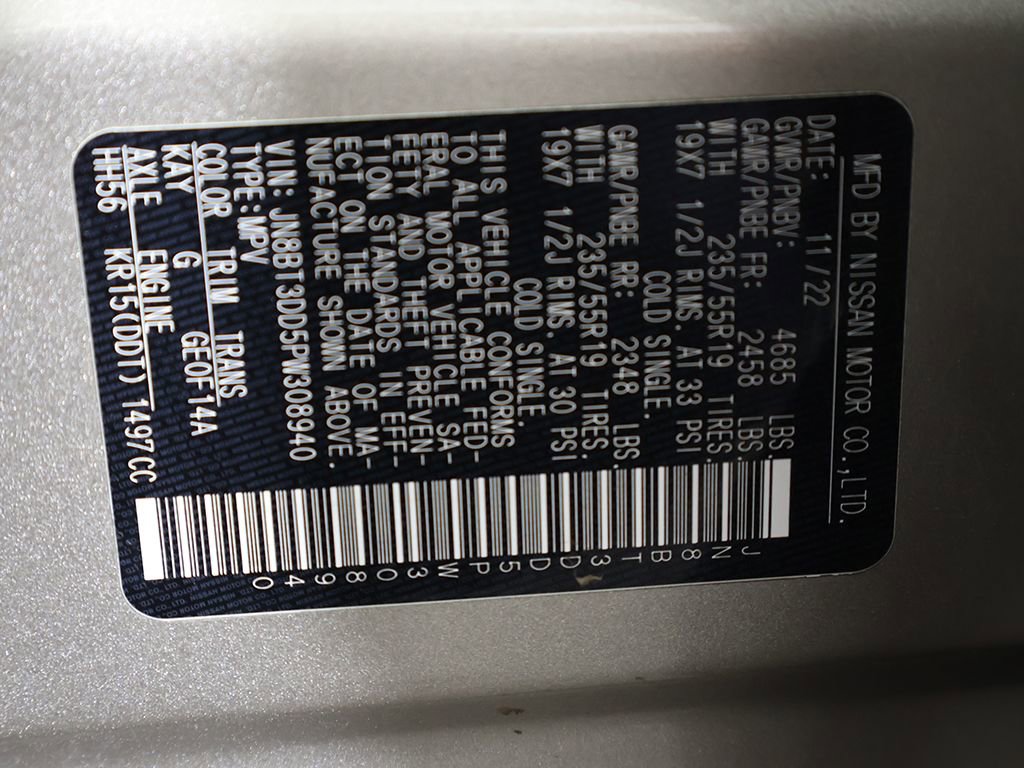 MFD BY NISSAN MOTOR CO.,LTD.
DATE: 11/22
GVWR/PNBV: 4685 LBS.
GAWR/PNBE FR: 2458 LBS.
WITH 235/55R19 TIRES.
19X7 1/2J RIMS. AT 33 PSI
COLD SINGLE.
GAWR/PNBE RR: 2348 LBS.
WITH 235/55R19 TIRES.
19X7 1/2J RIMS. AT 30 PSI
COLD SINGLE.
THIS VEHICLE CONFORMS
TO ALL APPLICABLE FED-
ERAL MOTOR VEHICLE SA-
FETY AND THEFT PREVEN-
TION STANDARDS IN EFF-
ECT ON THE DATE OF MA-
NUFACTURE SHOWN ABOVE.
VIN: JN8BT3DD5PW308940
TYPE: MPV
COLOR TRIM TRANS
KAY G GE0F14A
AXLE ENGINE
HH56 KR15(DDT) 1497CC
JN8BT3DD5PW308940